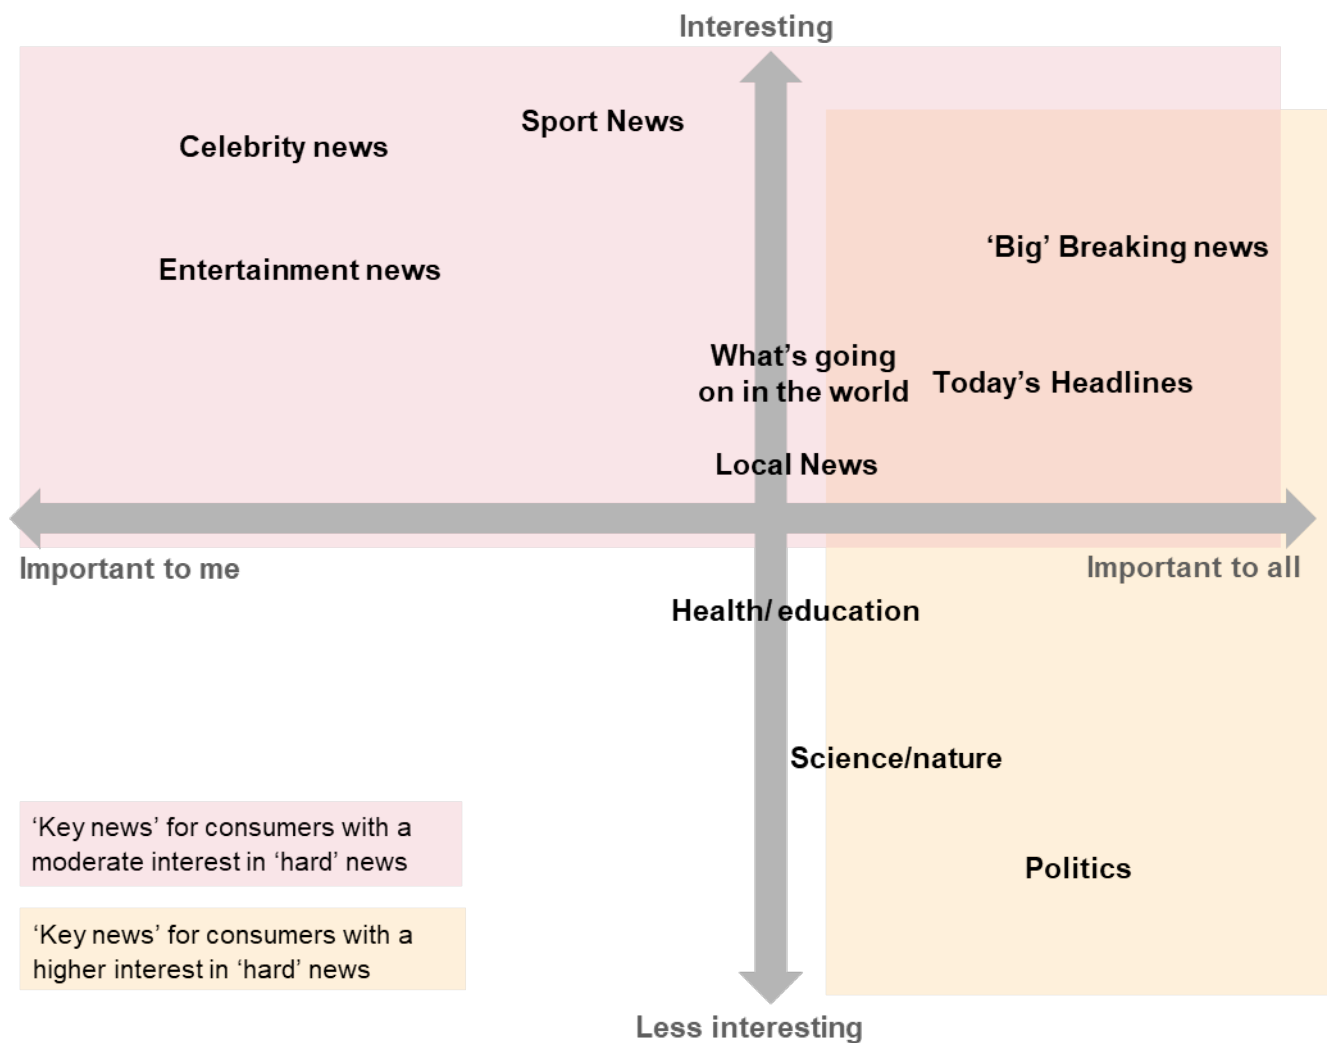 Interesting
Sport News
Celebrity news
‘Big’ Breaking news
Entertainment news
What’s going
on in the world
Today’s Headlines
Local News
Important to me
Important to all
Health/ education
Science/nature
‘Key news’ for consumers with a
moderate interest in ‘hard’ news
Politics
‘Key news’ for consumers with a
higher interest in ‘hard’ news
Less interesting